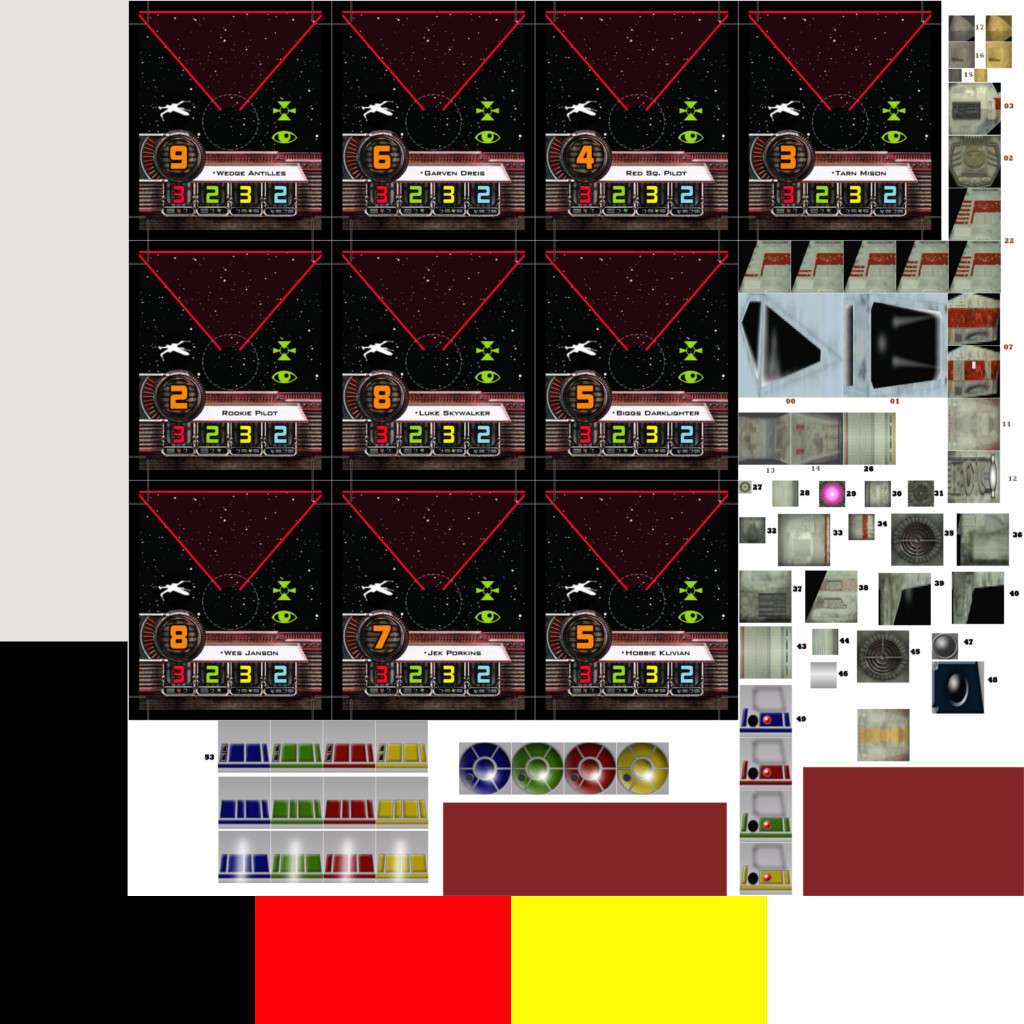 9
•Wedge Antilles
3 2 3 2
6
•Garven Dreis
3 2 3 2
4
Red Sq. Pilot
3 2 3 2
3
•Tarn Mison
3 2 3 2
17
16
15
03
02
22
2
Rookie Pilot
3 2 3 2
8
•Luke Skywalker
3 2 3 2
5
•Biggs Darklighter
3 2 3 2
07
00
01
11
13
14
26
12
27
28
29
30
31
32
33
34
35
36
8
•Wes Janson
3 2 3 2
7
•Jek Porkins
3 2 3 2
5
•Hobbie Klivian
3 2 3 2
37
38
39
40
43
44
45
46
47
48
49
53